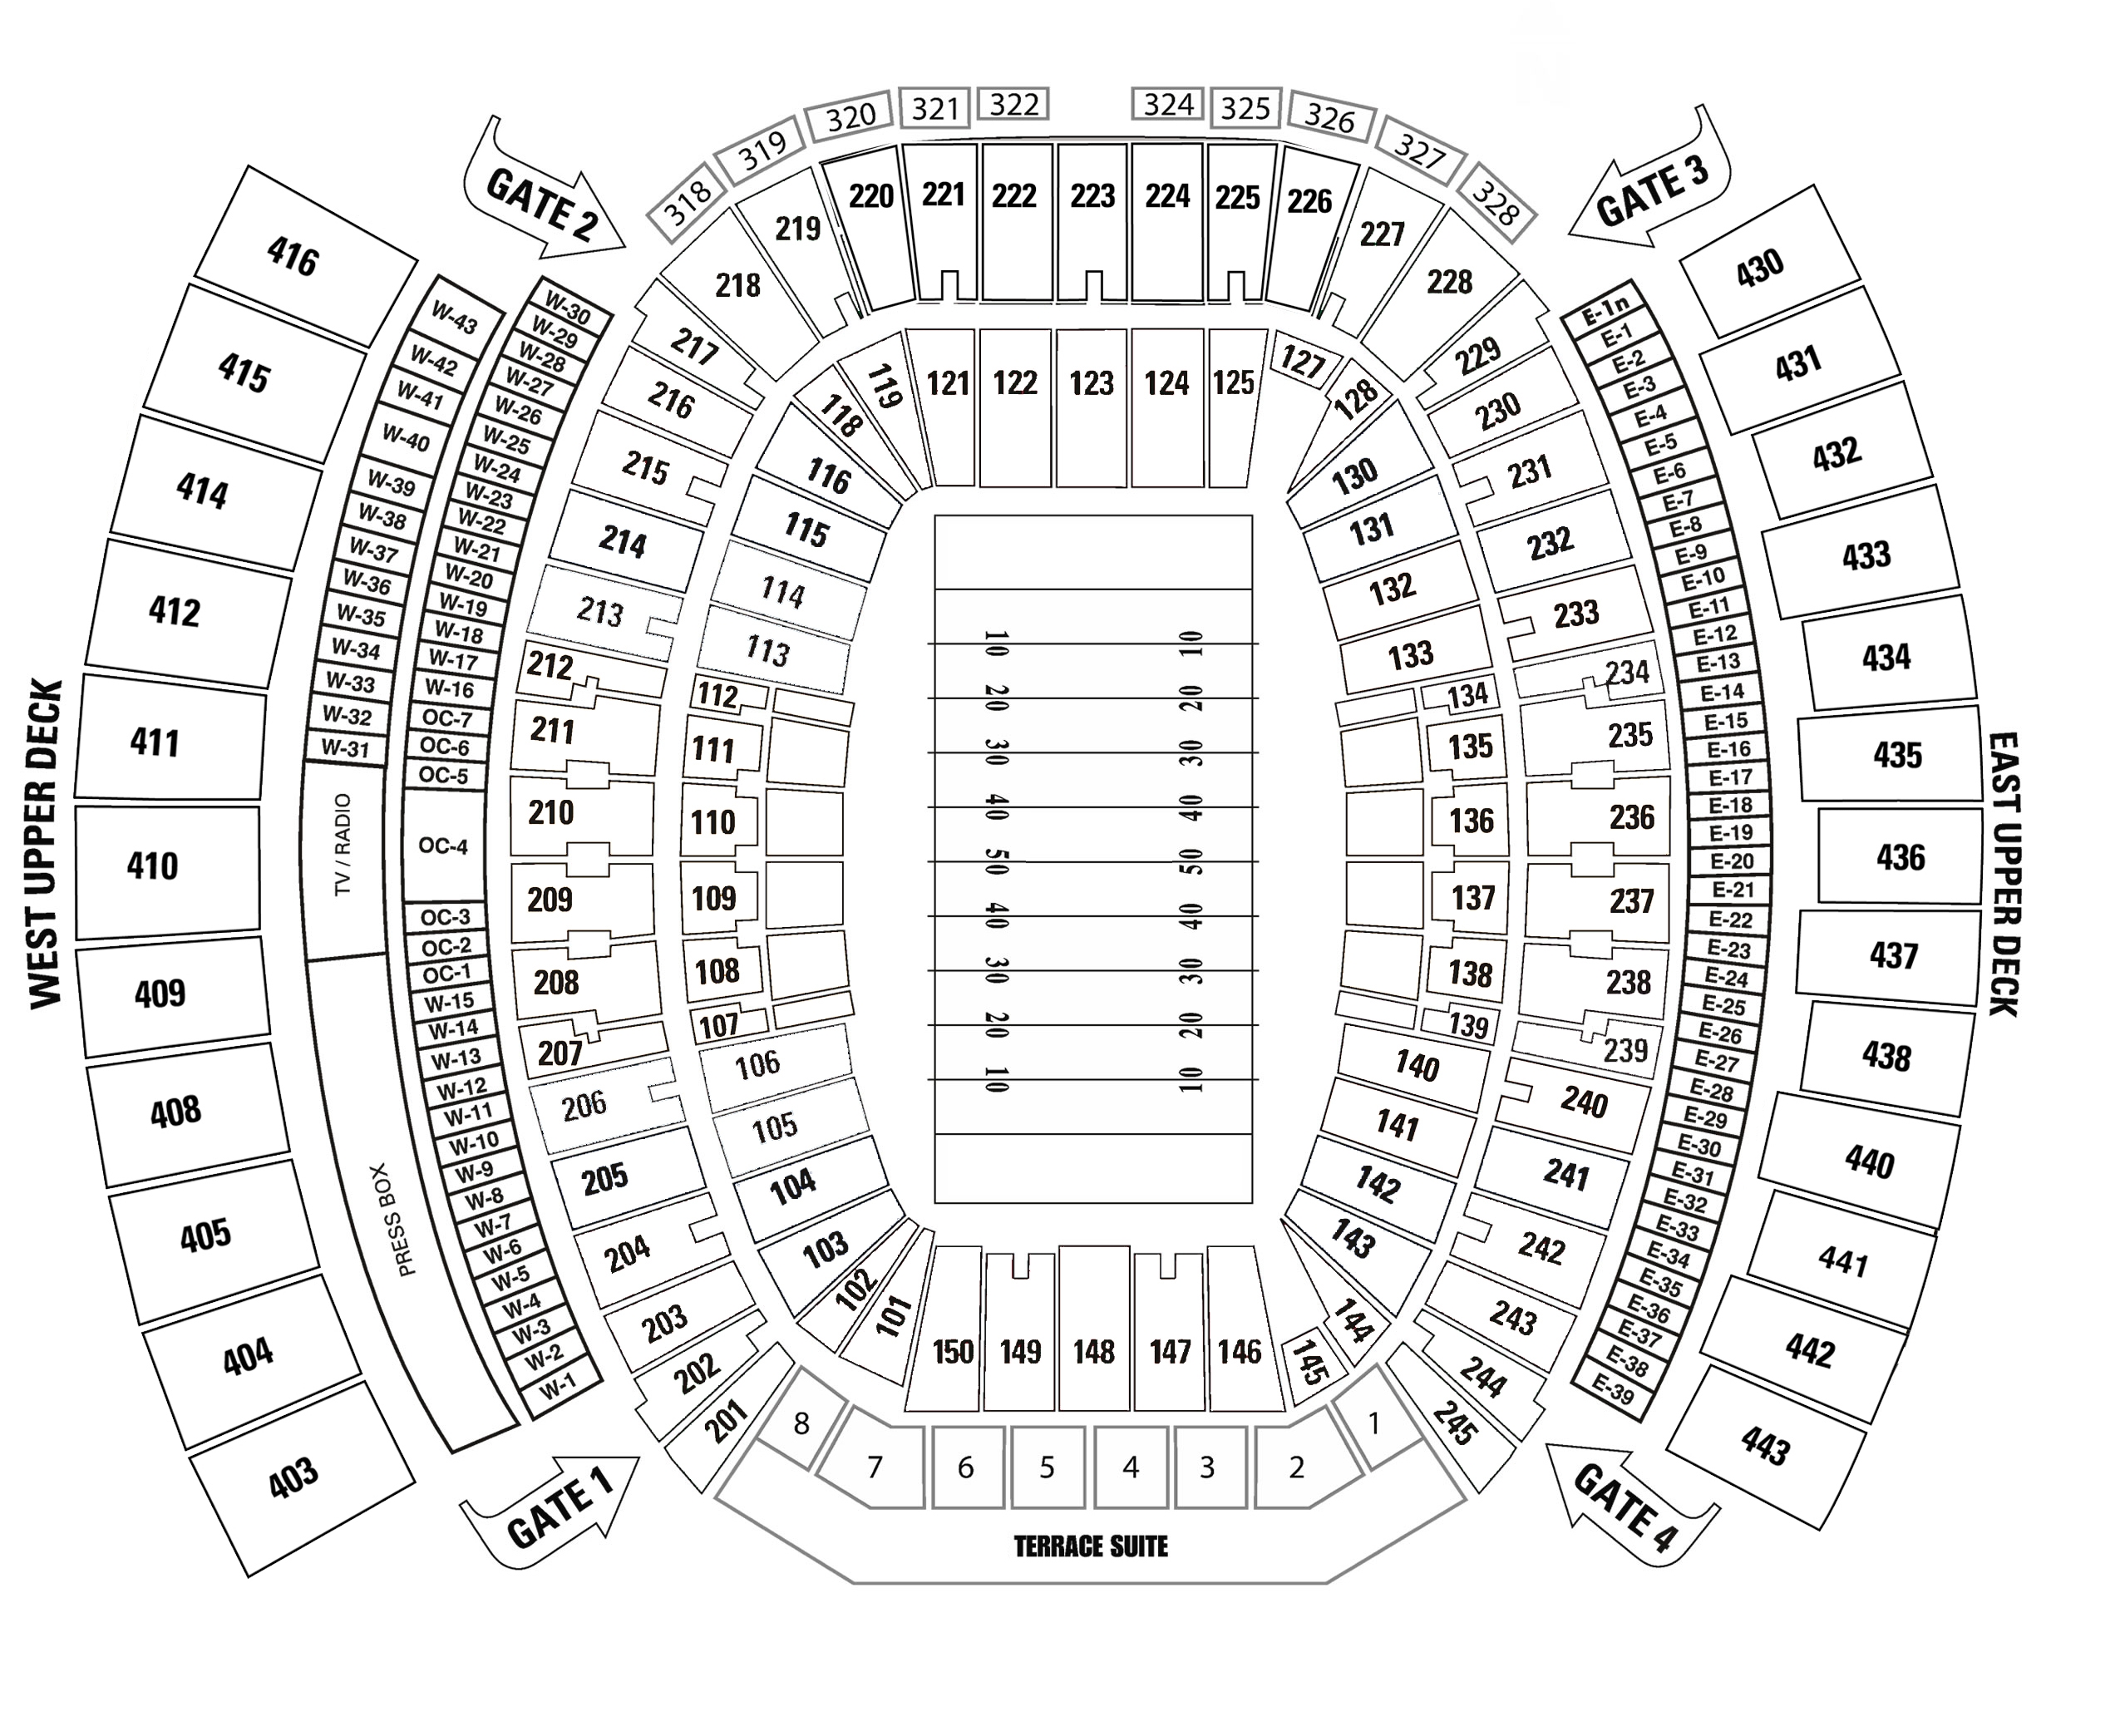 321
322
324
325
320
326
319
327
318
328
GATE 2
GATE 3
220
221
222
223
224
225
226
219
227
218
228
217
229
216
230
215
231
214
232
213
233
212
234
211
235
210
236
209
237
208
238
207
239
206
240
205
241
204
242
203
243
202
244
201
245
119
121
122
123
124
125
127
118
128
116
130
115
131
114
132
113
133
112
134
111
135
110
136
109
137
108
138
107
139
106
140
105
141
104
142
103
143
102
144
101
145
150
149
148
147
146
10 10
20 20
30 30
40 40
50 50
40 40
30 30
20 20
10 10
WEST UPPER DECK
416
415
414
412
411
410
409
408
405
404
403
W-43
W-42
W-41
W-40
W-39
W-38
W-37
W-36
W-35
W-34
W-33
W-32
W-31
TV / RADIO
PRESS BOX
W-30
W-29
W-28
W-27
W-26
W-25
W-24
W-23
W-22
W-21
W-20
W-19
W-18
W-17
W-16
OC-7
OC-6
OC-5
OC-4
OC-3
OC-2
OC-1
W-15
W-14
W-13
W-12
W-11
W-10
W-9
W-8
W-7
W-6
W-5
W-4
W-3
W-2
W-1
E-1n
E-1
E-2
E-3
E-4
E-5
E-6
E-7
E-8
E-9
E-10
E-11
E-12
E-13
E-14
E-15
E-16
E-17
E-18
E-19
E-20
E-21
E-22
E-23
E-24
E-25
E-26
E-27
E-28
E-29
E-30
E-31
E-32
E-33
E-34
E-35
E-36
E-37
E-38
E-39
430
431
432
433
434
435
436
437
438
440
441
442
443
EAST UPPER DECK
8
7
6
5
4
3
2
1
GATE 1
GATE 4
TERRACE SUITE